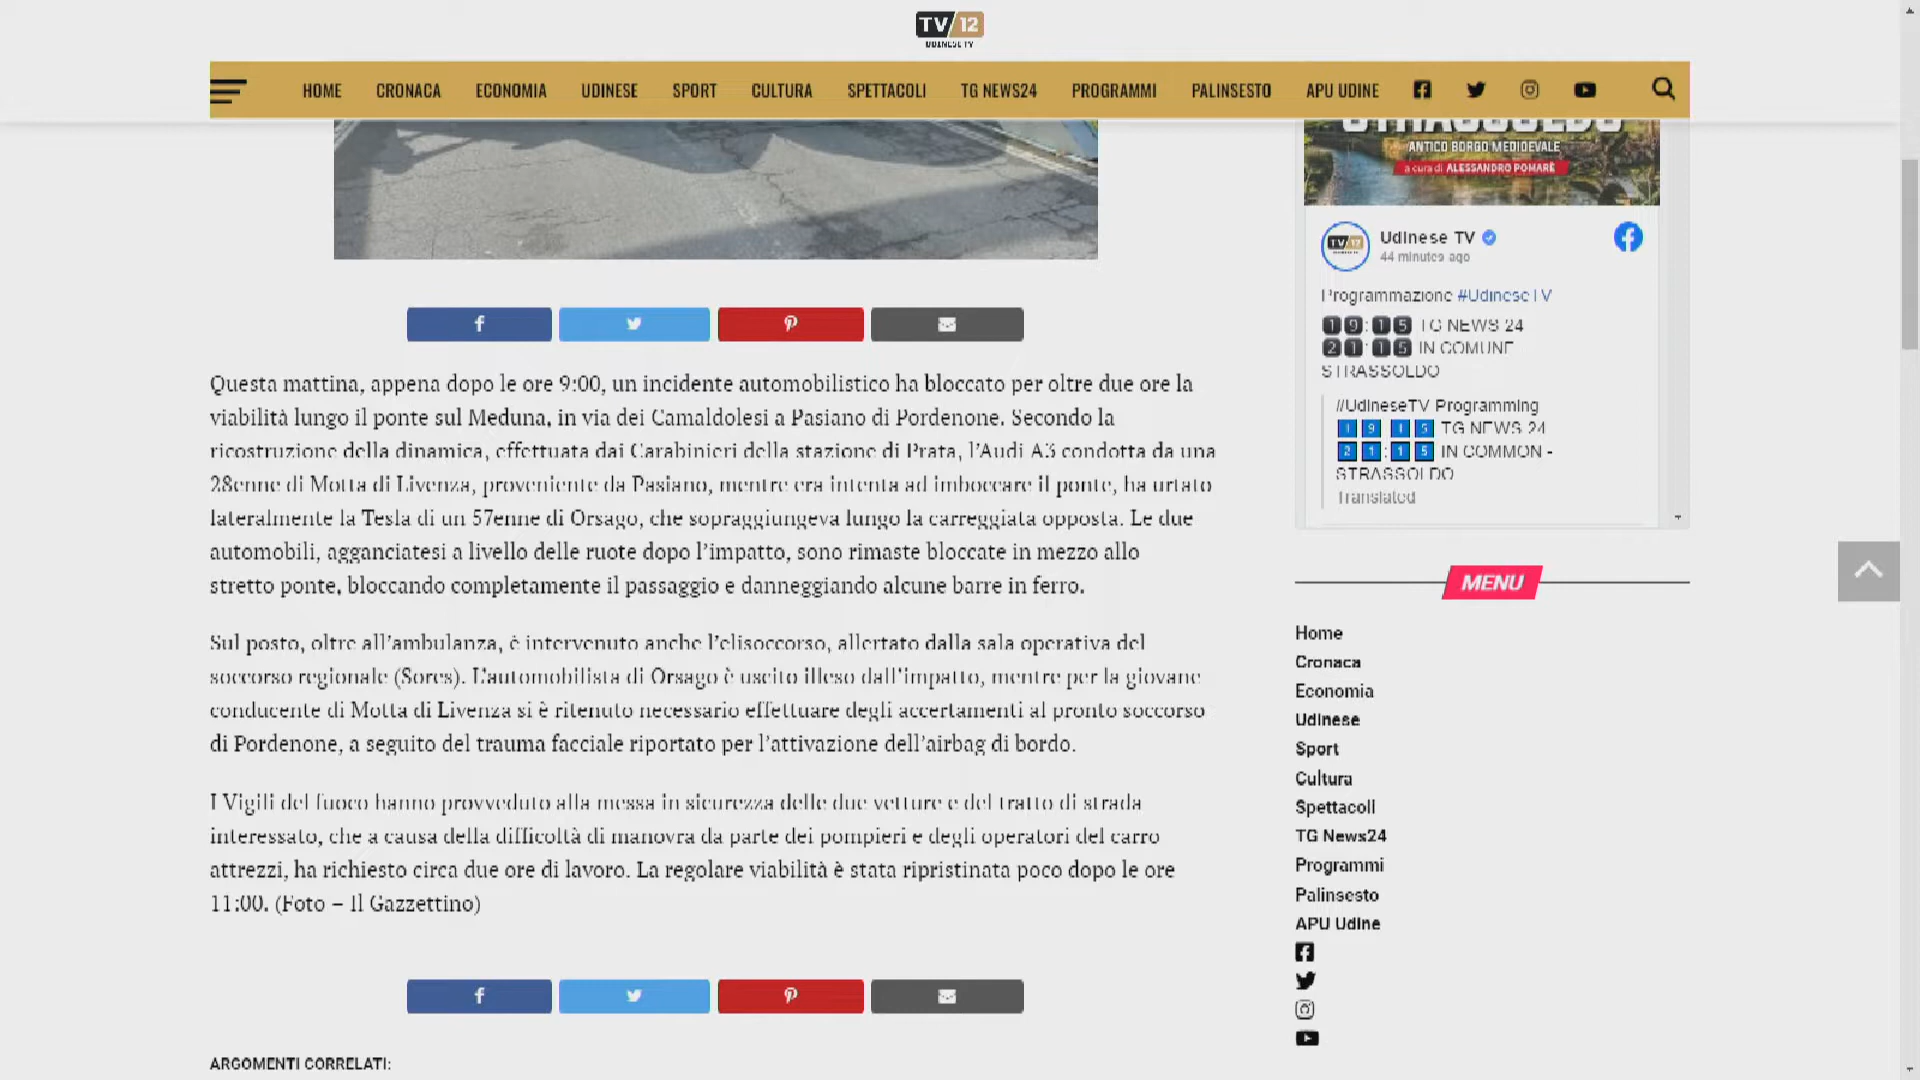 TV/12
UDINESE TV
HOME CRONACA ECONOMIA UDINESE SPORT CULTURA SPETTACOLI TG NEWS24 PROGRAMMI PALINSESTO APU UDINE
STRASSOLDO
ANTICO BORGO MEDIOEVALE
a cura di ALESSANDRO POMARÈ
Udinese TV
44 minutes ago
Programmazione #UdineseTV
19:15 TG NEWS 24
21:15 IN COMUNE
STRASSOLDO
//UdineseTV Programming
19 15 TG NEWS 24
21:15 IN COMMON -
STRASSOLDO
Translated
Questa mattina, appena dopo le ore 9:00, un incidente automobilistico ha bloccato per oltre due ore la
viabilità lungo il ponte sul Meduna, in via dei Camaldolesi a Pasiano di Pordenone. Secondo la
ricostruzione della dinamica, effettuata dai Carabinieri della stazione di Prata, l’Audi A3 condotta da una
28enne di Motta di Livenza, proveniente da Pasiano, mentre era intenta ad imboccare il ponte, ha urtato
lateralmente la Tesla di un 57enne di Orsago, che sopraggiungeva lungo la carreggiata opposta. Le due
automobili, agganciatesi a livello delle ruote dopo l’impatto, sono rimaste bloccate in mezzo allo
stretto ponte, bloccando completamente il passaggio e danneggiando alcune barre in ferro.
Sul posto, oltre all’ambulanza, è intervenuto anche l’elisoccorso, allertato dalla sala operativa del
soccorso regionale (Sores). L’automobilista di Orsago è uscito illeso dall’impatto, mentre per la giovane
conducente di Motta di Livenza si è ritenuto necessario effettuare degli accertamenti al pronto soccorso
di Pordenone, a seguito del trauma facciale riportato per l’attivazione dell’airbag di bordo.
I Vigili del fuoco hanno provveduto alla messa in sicurezza delle due vetture e del tratto di strada
interessato, che a causa della difficoltà di manovra da parte dei pompieri e degli operatori del carro
attrezzi, ha richiesto circa due ore di lavoro. La regolare viabilità è stata ripristinata poco dopo le ore
11:00. (Foto – Il Gazzettino)
ARGOMENTI CORRELATI:
MENU
Home
Cronaca
Economia
Udinese
Sport
Cultura
Spettacoli
TG News24
Programmi
Palinsesto
APU Udine